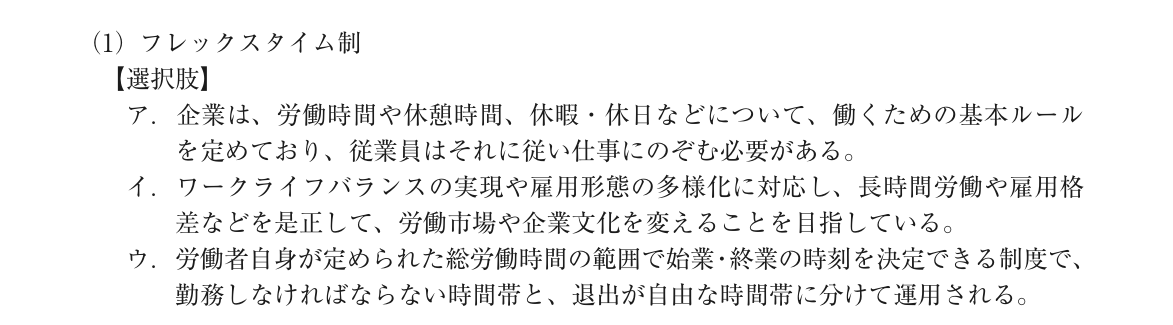 (1) フレックスタイム制
【選択肢】
ア．企業は、労働時間や休憩時間、休暇・休日などについて、働くための基本ルール
を定めており、従業員はそれに従い仕事にのぞむ必要がある。
イ．ワークライフバランスの実現や雇用形態の多様化に対応し、長時間労働や雇用格
差などを是正して、労働市場や企業文化を変えることを目指している。
ウ．労働者自身が定められた総労働時間の範囲で始業・終業の時刻を決定できる制度で、
勤務しなければならない時間帯と、退出が自由な時間帯に分けて運用される。